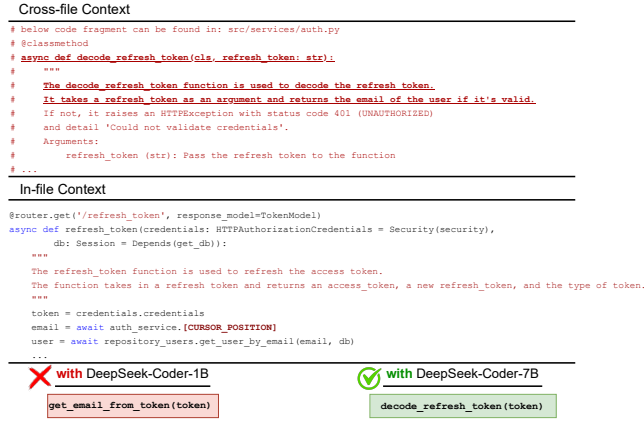 Cross-file Context
# below code fragment can be found in: src/services/auth.py
# @classmethod
# async def decode_refresh_token(cls, refresh_token: str):
#     """
#     The decode_refresh_token function is used to decode the refresh token.
#     It takes a refresh_token as an argument and returns the email of the user if it's valid.
#     If not, it raises an HTTPException with status code 401 (UNAUTHORIZED)
#     and detail 'Could not validate credentials'.
#     Arguments:
#         refresh_token (str): Pass the refresh token to the function
# ...
In-file Context
@router.get('/refresh_token', response_model=TokenModel)
async def refresh_token(credentials: HTTPAuthorizationCredentials = Security(security),
        db: Session = Depends(get_db)):
    """
    The refresh_token function is used to refresh the access token.
    The function takes in a refresh token and returns an access_token, a new refresh_token, and the type of token.
    """
    token = credentials.credentials
    email = await auth_service.[CURSOR_POSITION]
    user = await repository_users.get_user_by_email(email, db)
    ...
with DeepSeek-Coder-1B
get_email_from_token(token)
with DeepSeek-Coder-7B
decode_refresh_token(token)